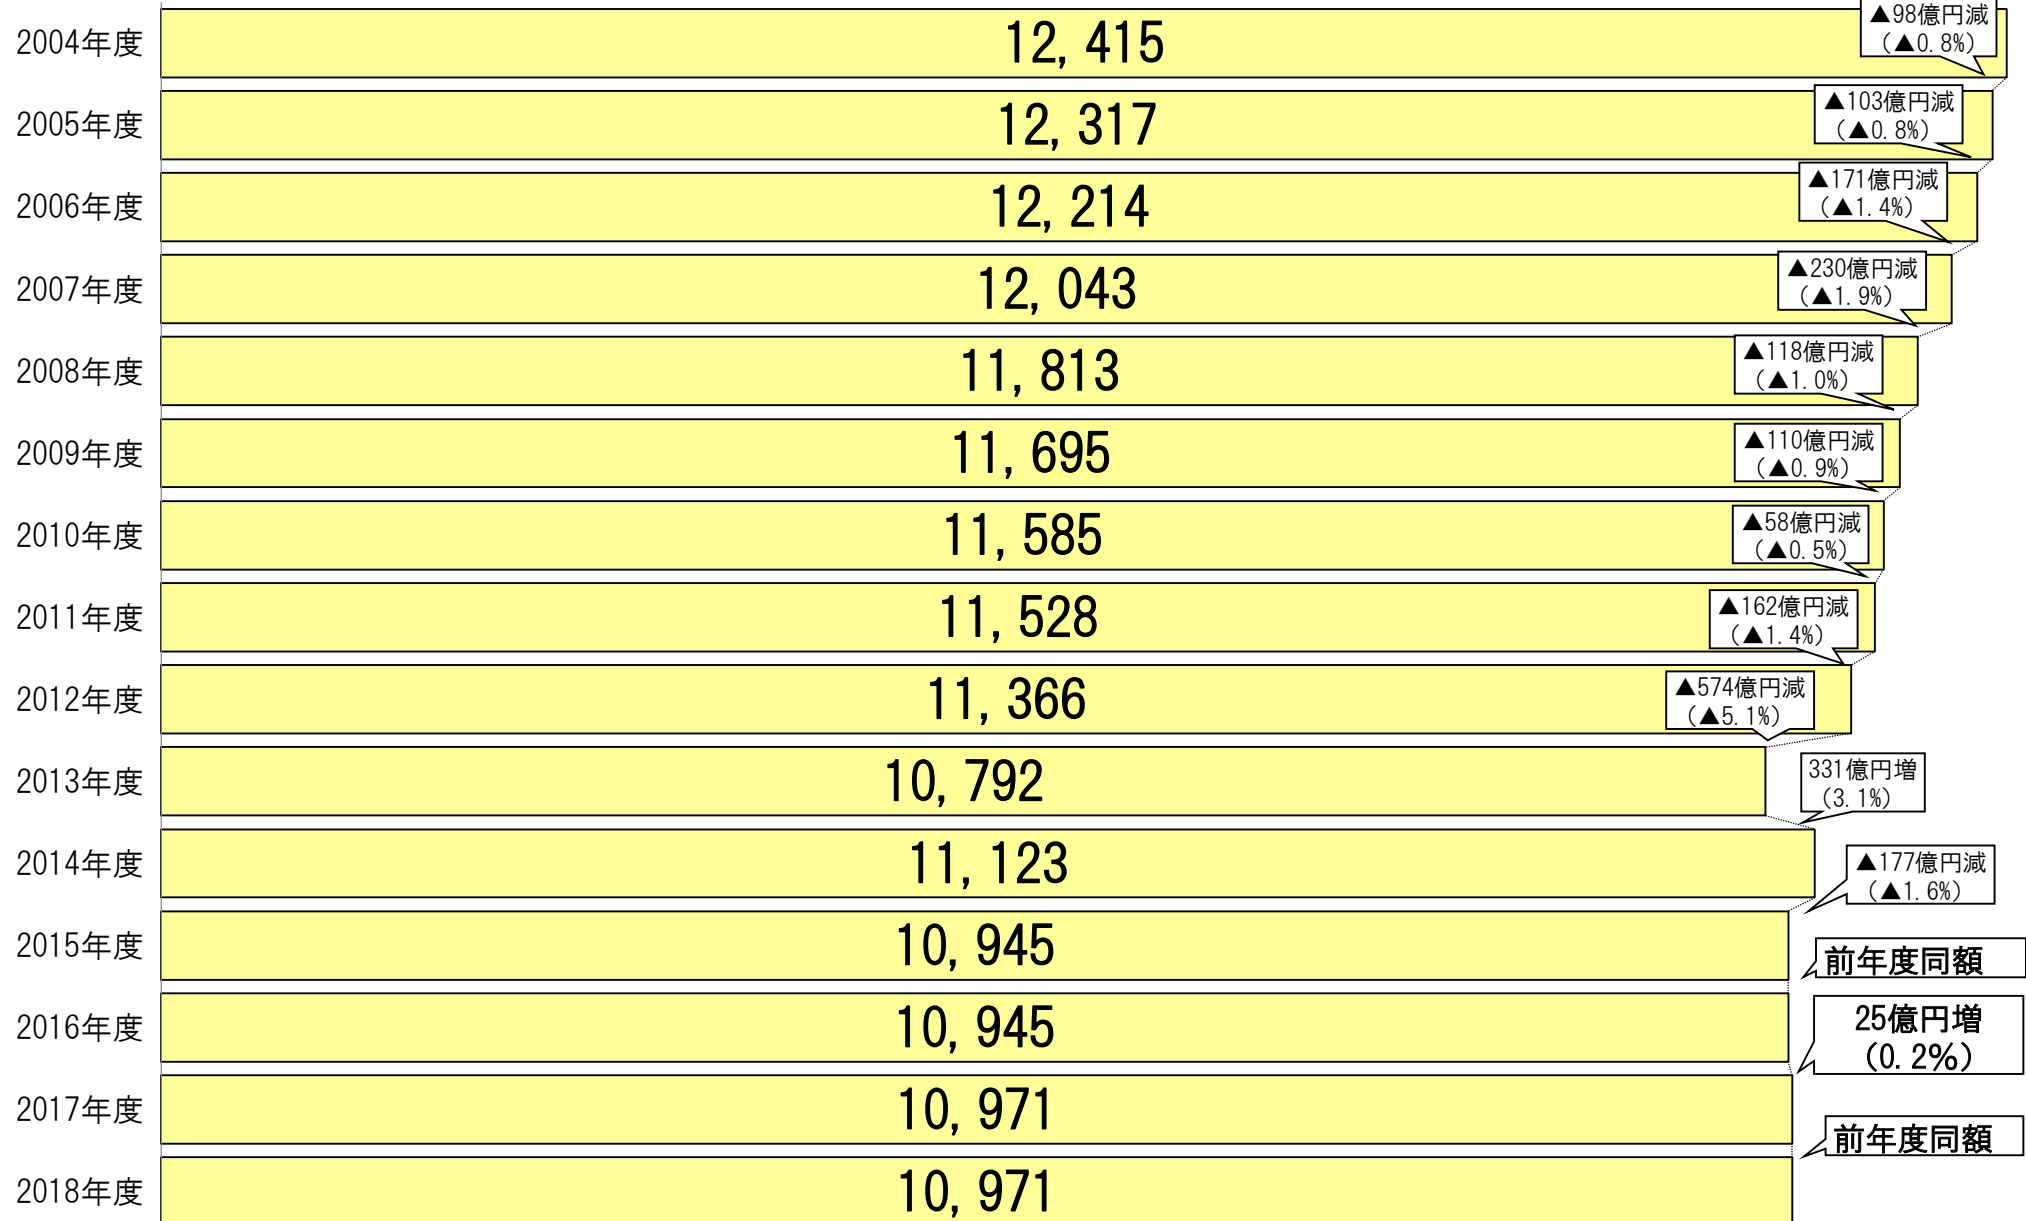 2004年度
12,415
▲98億円減
(▲0.8%)
2005年度
12,317
▲103億円減
(▲0.8%)
2006年度
12,214
▲171億円減
(▲1.4%)
2007年度
12,043
▲230億円減
(▲1.9%)
2008年度
11,813
▲118億円減
(▲1.0%)
2009年度
11,695
▲110億円減
(▲0.9%)
2010年度
11,585
▲58億円減
(▲0.5%)
2011年度
11,528
▲162億円減
(▲1.4%)
2012年度
11,366
▲574億円減
(▲5.1%)
2013年度
10,792
331億円増
(3.1%)
2014年度
11,123
▲177億円減
(▲1.6%)
2015年度
10,945
前年度同額
2016年度
10,945
25億円増
(0.2%)
2017年度
10,971
前年度同額
2018年度
10,971